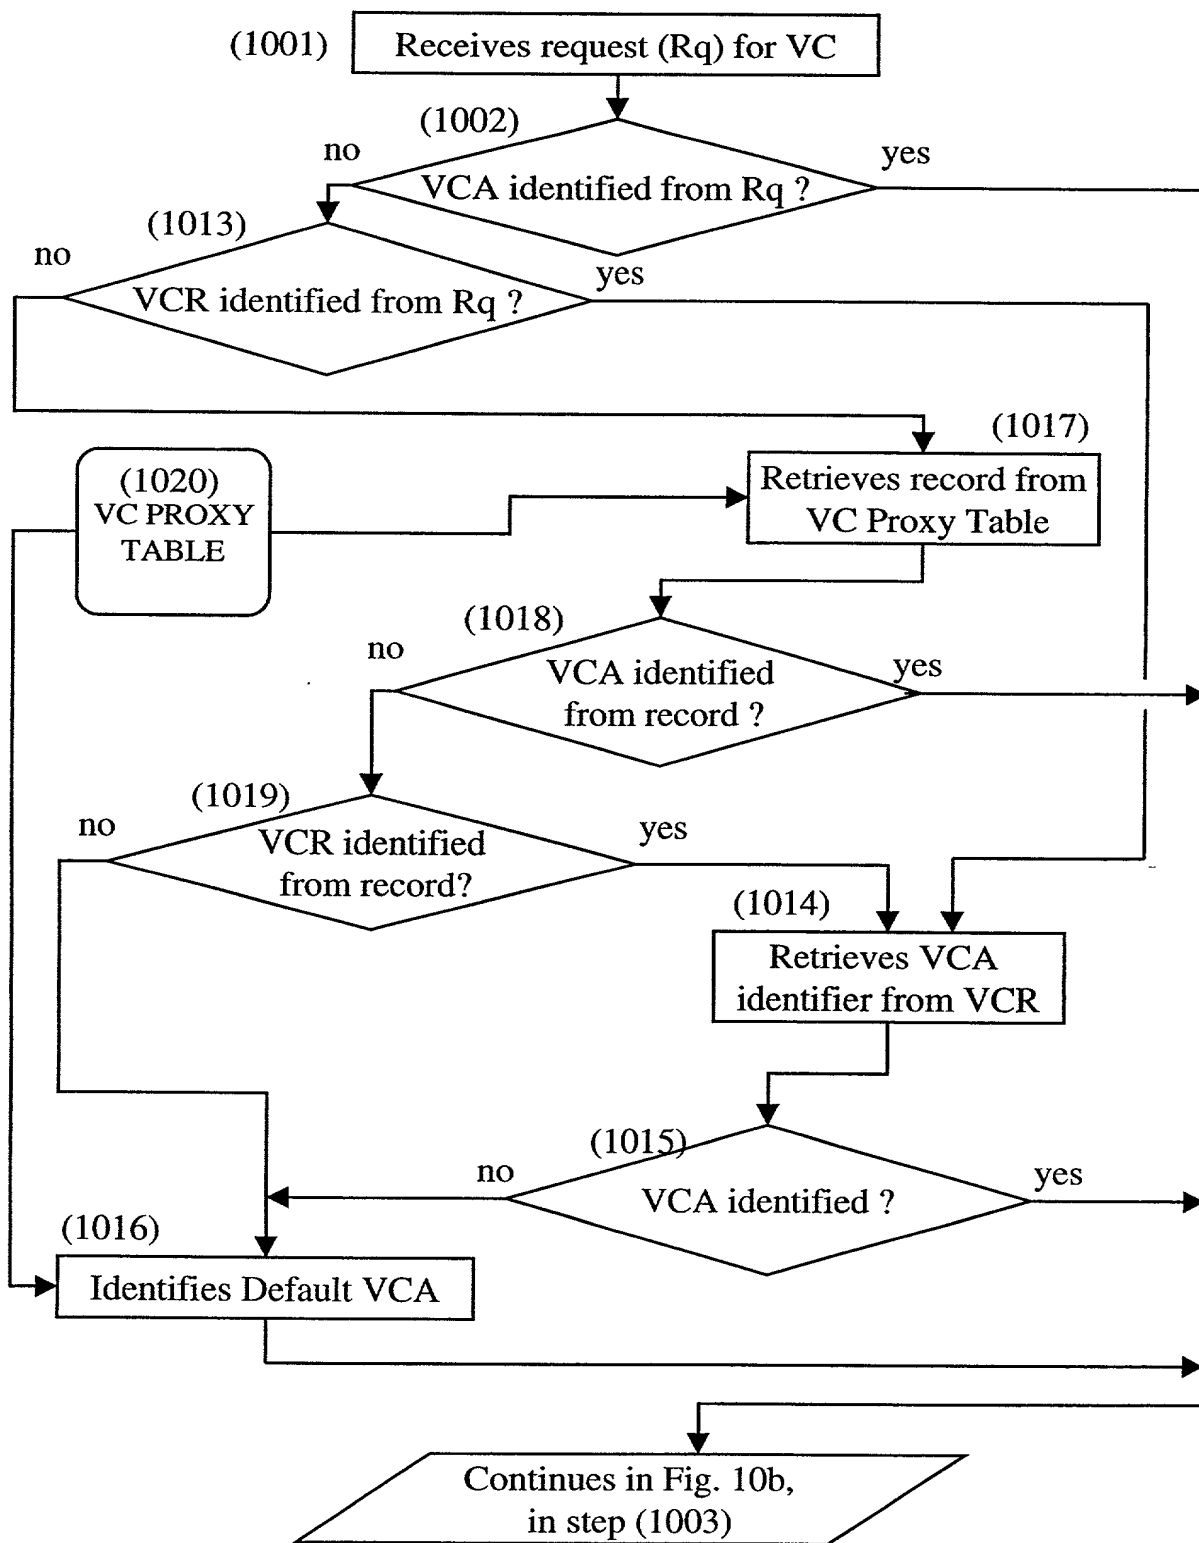 (1001)
Receives request (Rq) for VC
(1002)
no
yes
VCA identified from Rq ?
(1013)
no
yes
VCR identified from Rq ?
(1017)
Retrieves record from
VC Proxy Table
(1020)
VC PROXY
TABLE
(1018)
no
yes
VCA identified
from record ?
(1019)
no
yes
VCR identified
from record?
(1014)
Retrieves VCA
identifier from VCR
(1015)
no
yes
VCA identified ?
(1016)
Identifies Default VCA
Continues in Fig. 10b,
in step (1003)